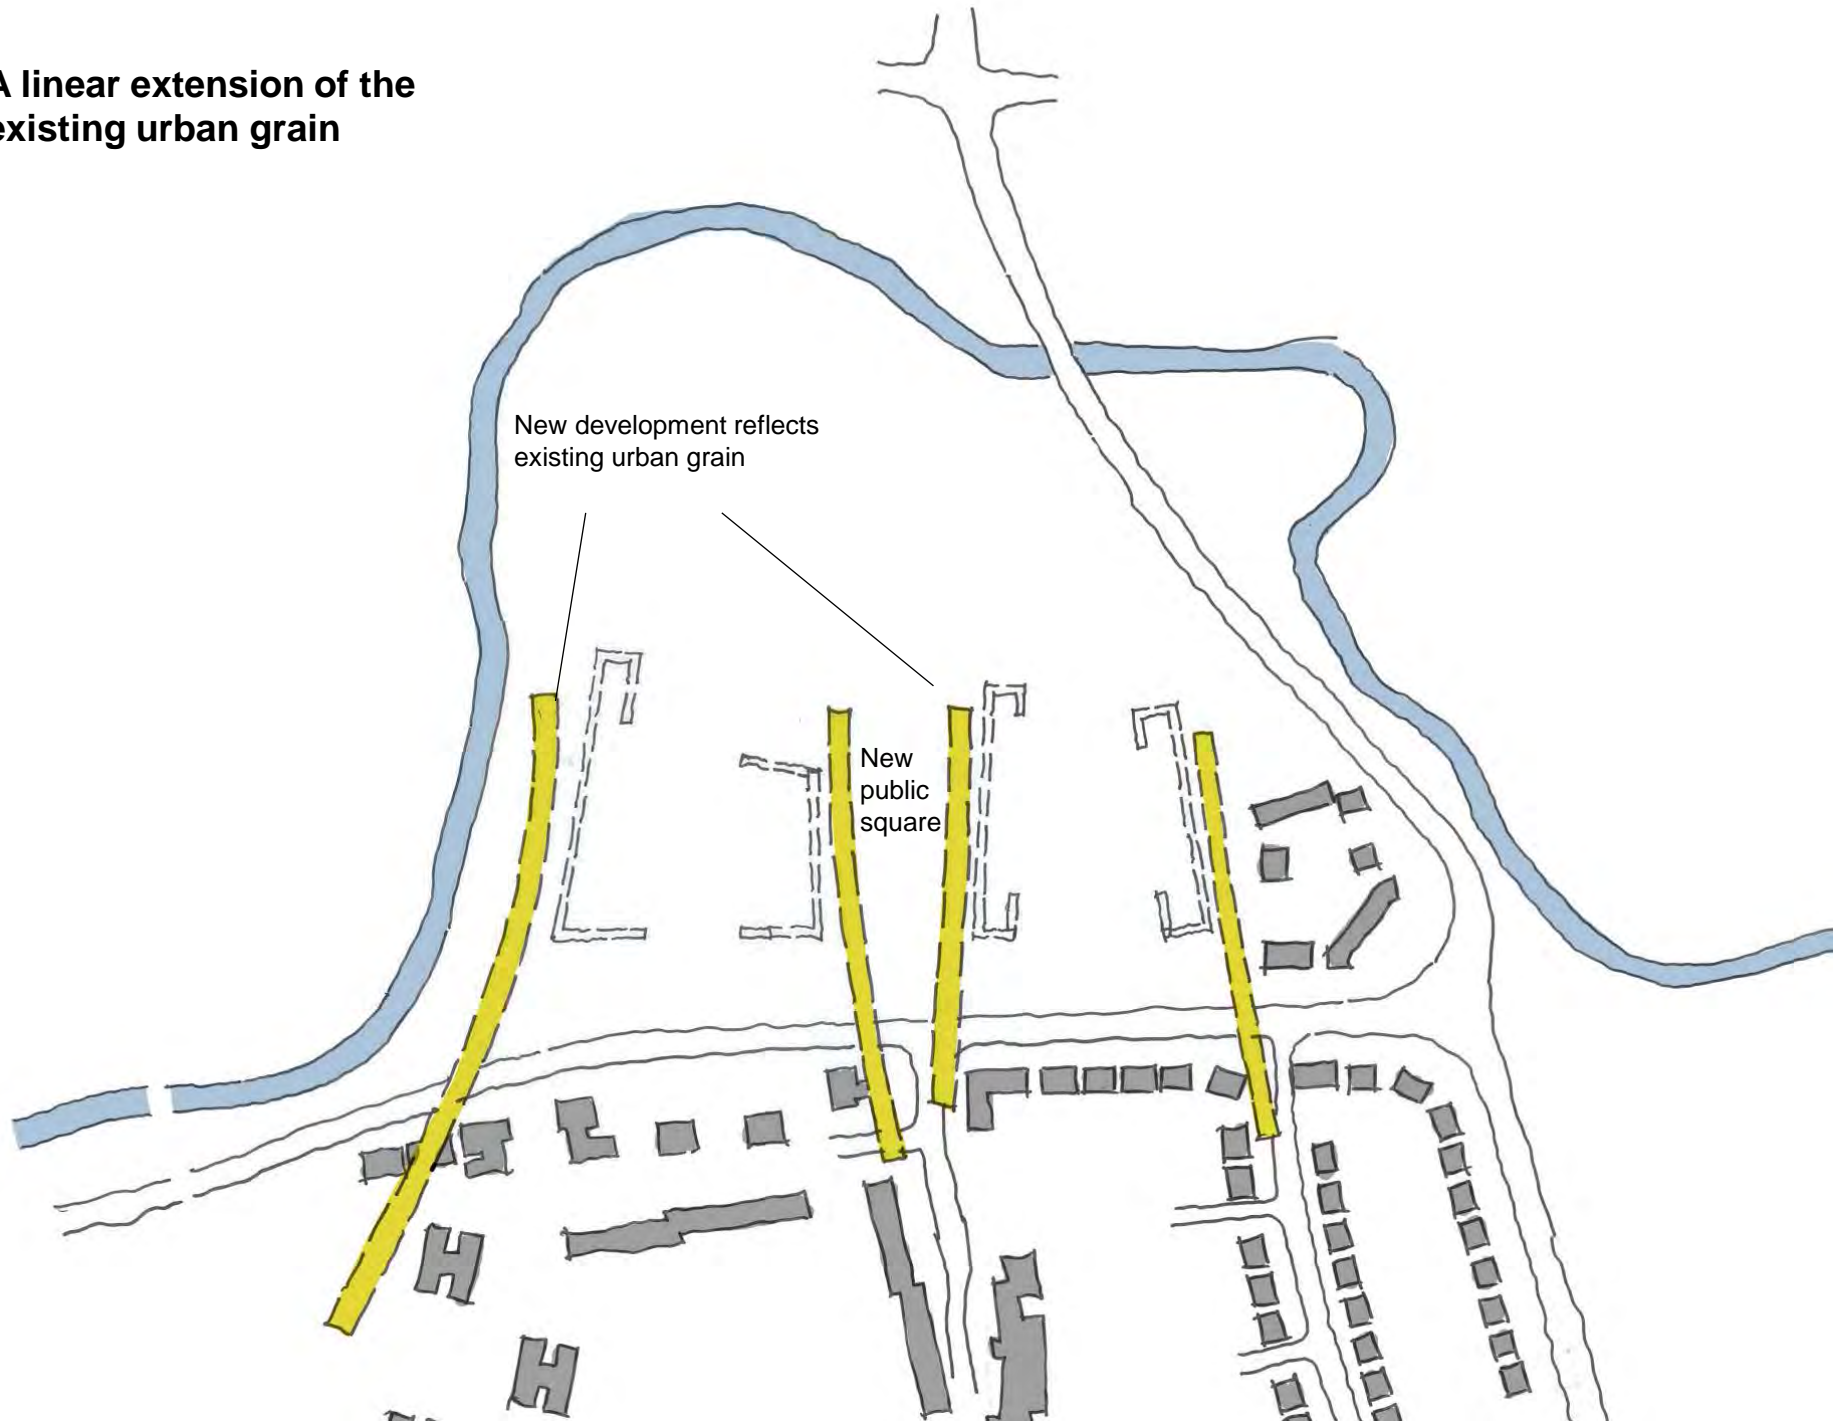 A linear extension of the
existing urban grain
New development reflects
existing urban grain
New
public
square